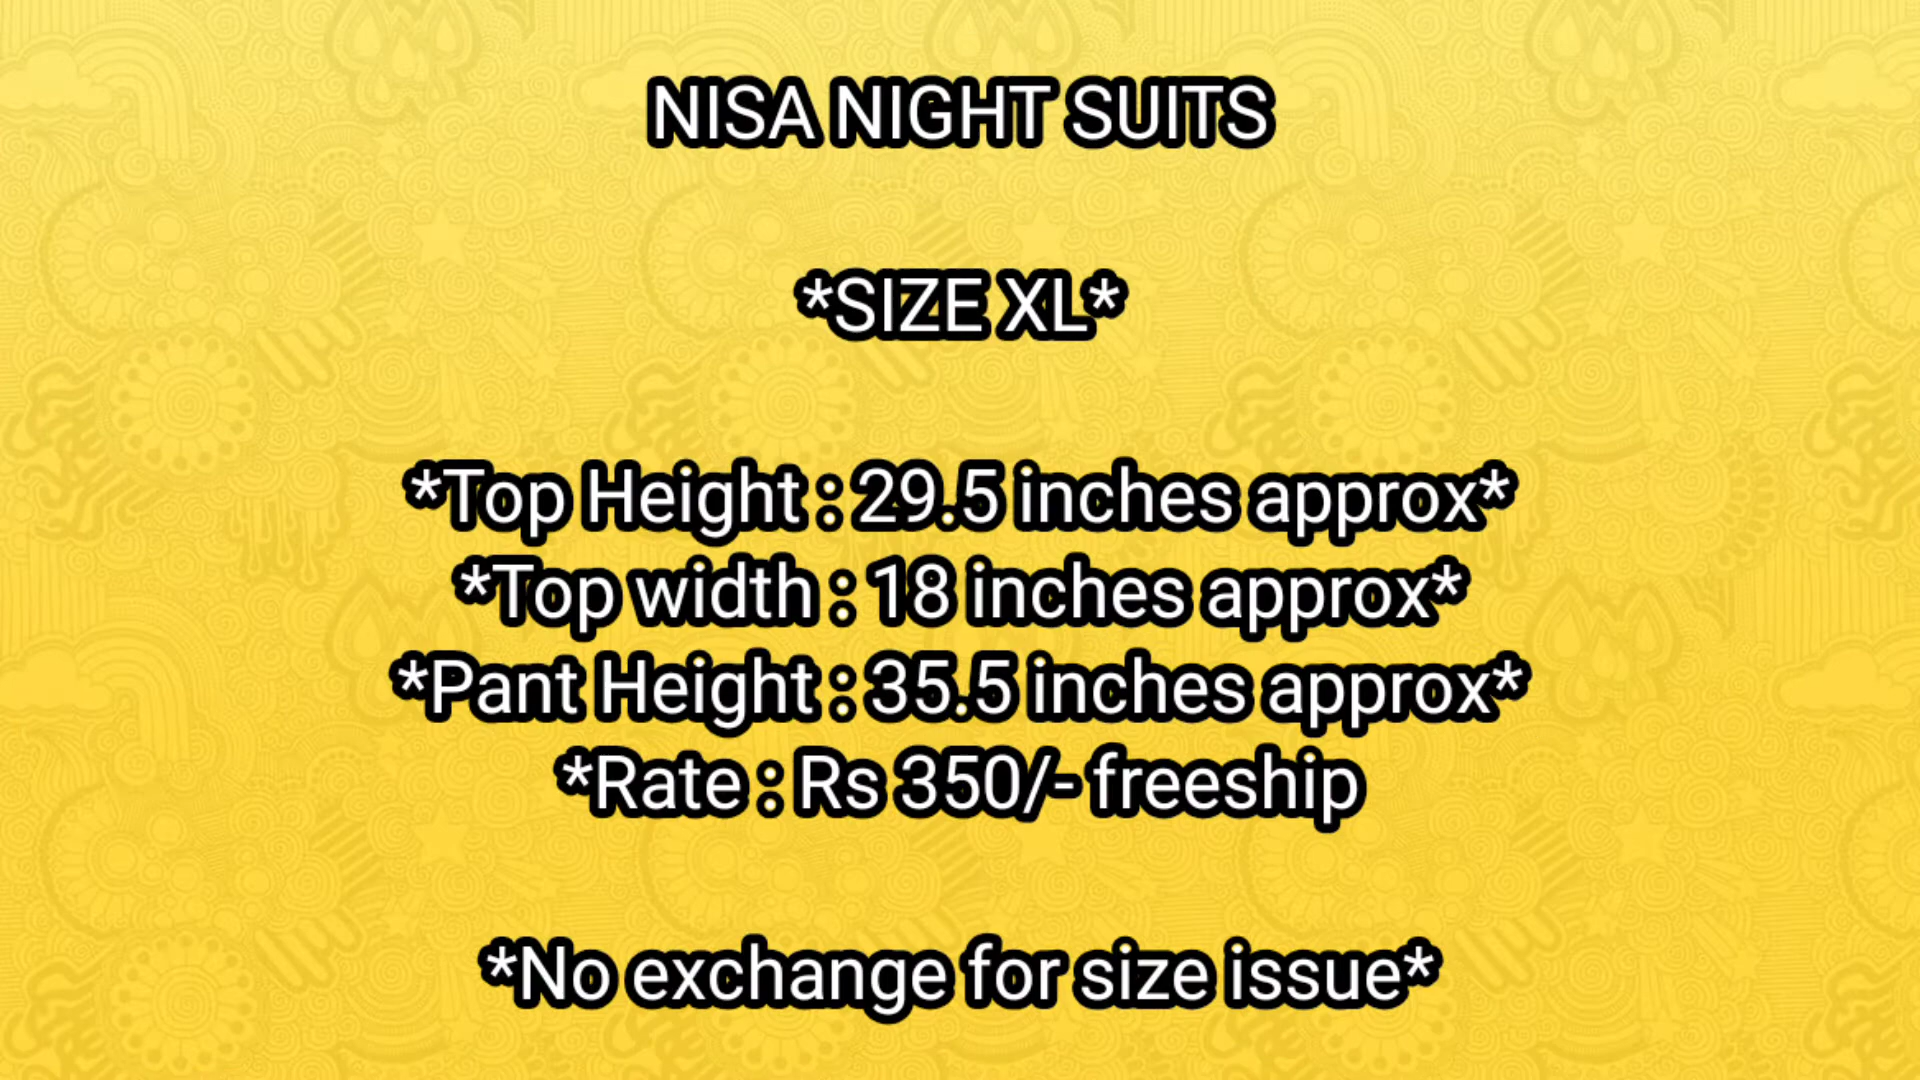 NISA NIGHT SUITS
*SIZE XL*
*Top Height : 29.5 inches approx*
*Top width : 18 inches approx*
*Pant Height : 35.5 inches approx*
*Rate : Rs 350/- freeship
*No exchange for size issue*